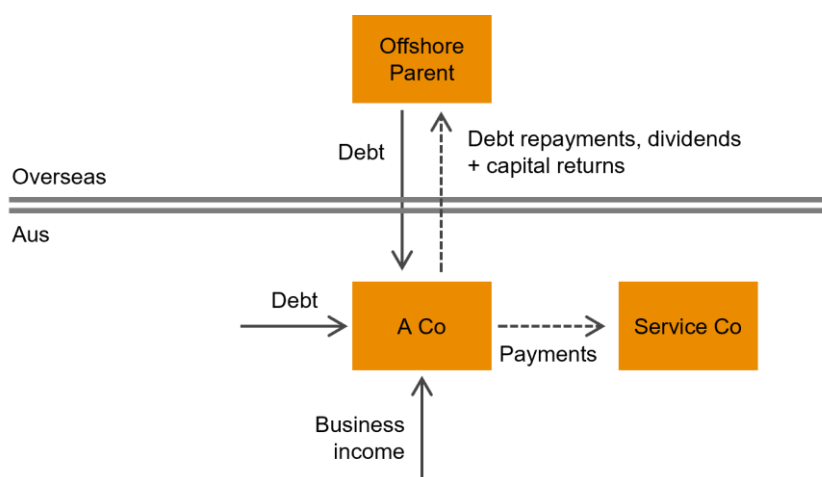 Offshore
Parent
Debt
Debt repayments, dividends
+ capital returns
Overseas
Aus
Debt
A Co
Payments
Service Co
Business
income